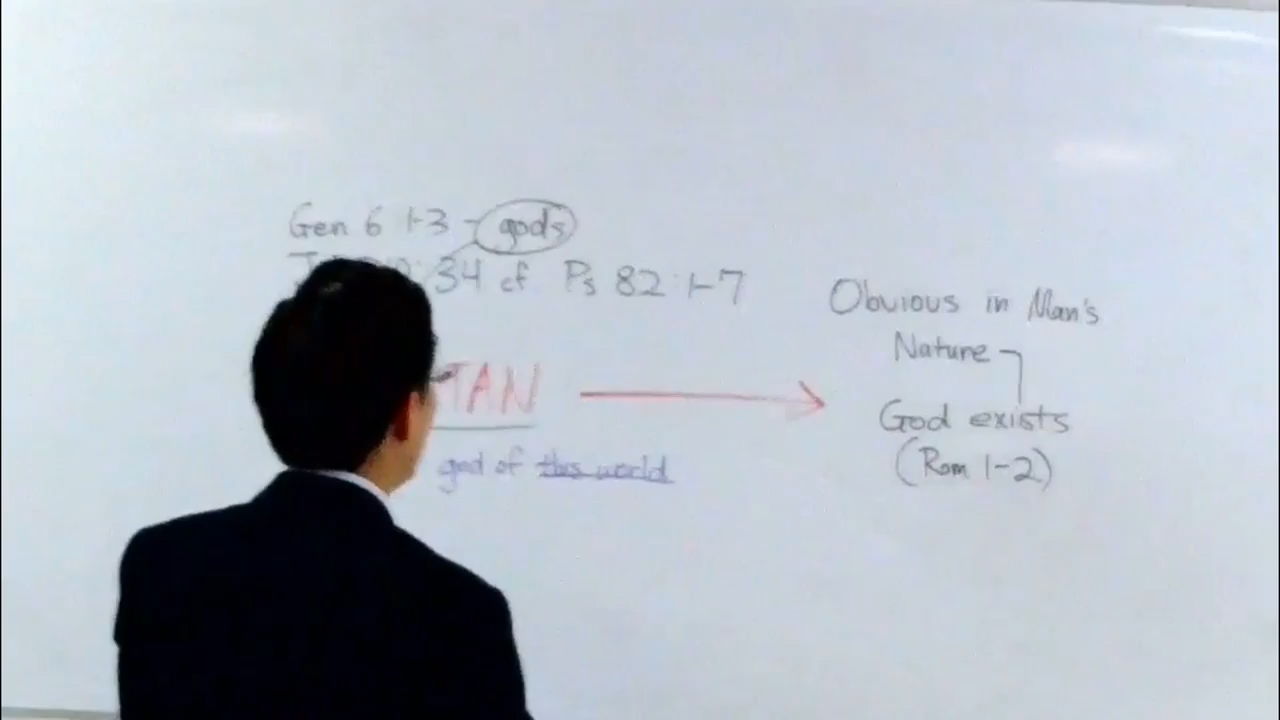 Gen 6 1-3 - gods
34 cf Ps 82:1-7
TAN
god of this world
Obvious in Man's
Nature
God exists
(Rom 1-2)